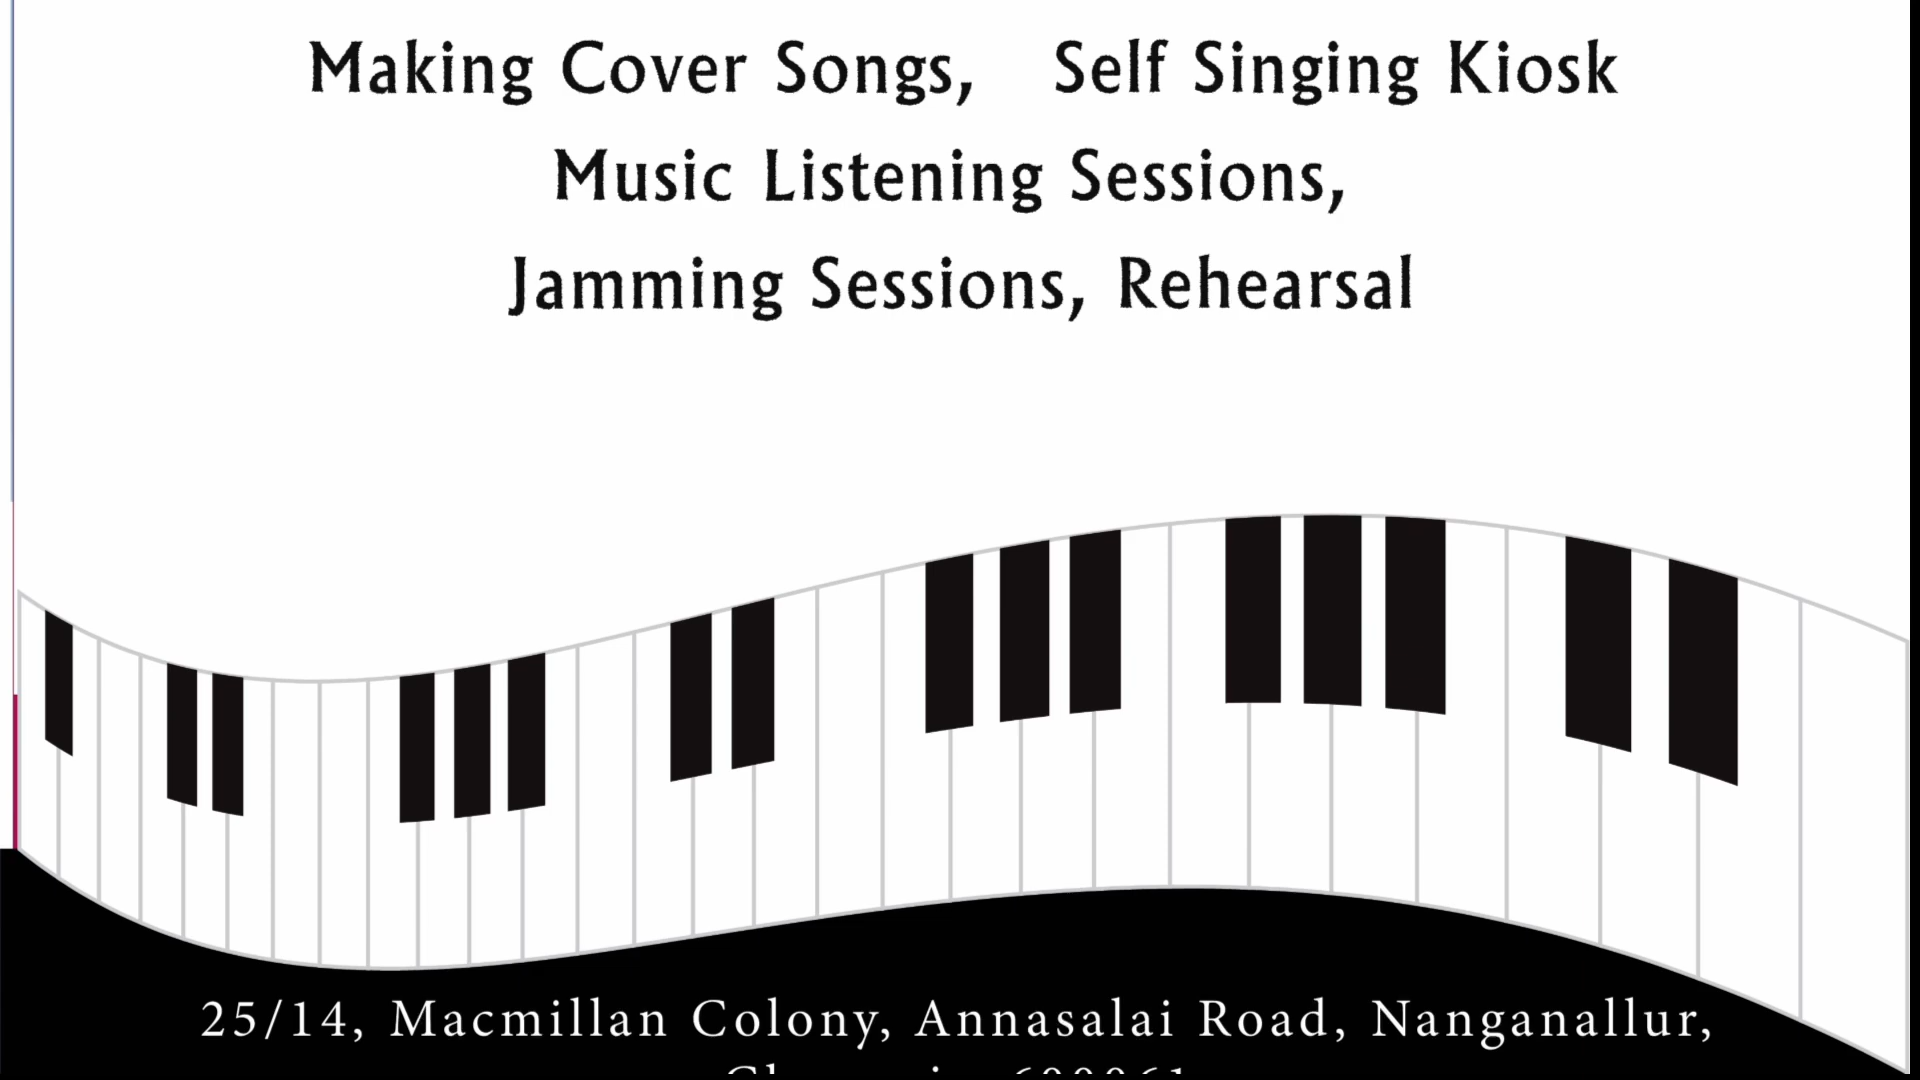 Making Cover Songs, Self Singing Kiosk
Music Listening Sessions,
Jamming Sessions, Rehearsal
25/14, Macmillan Colony, Annasalai Road, Nanganallur,